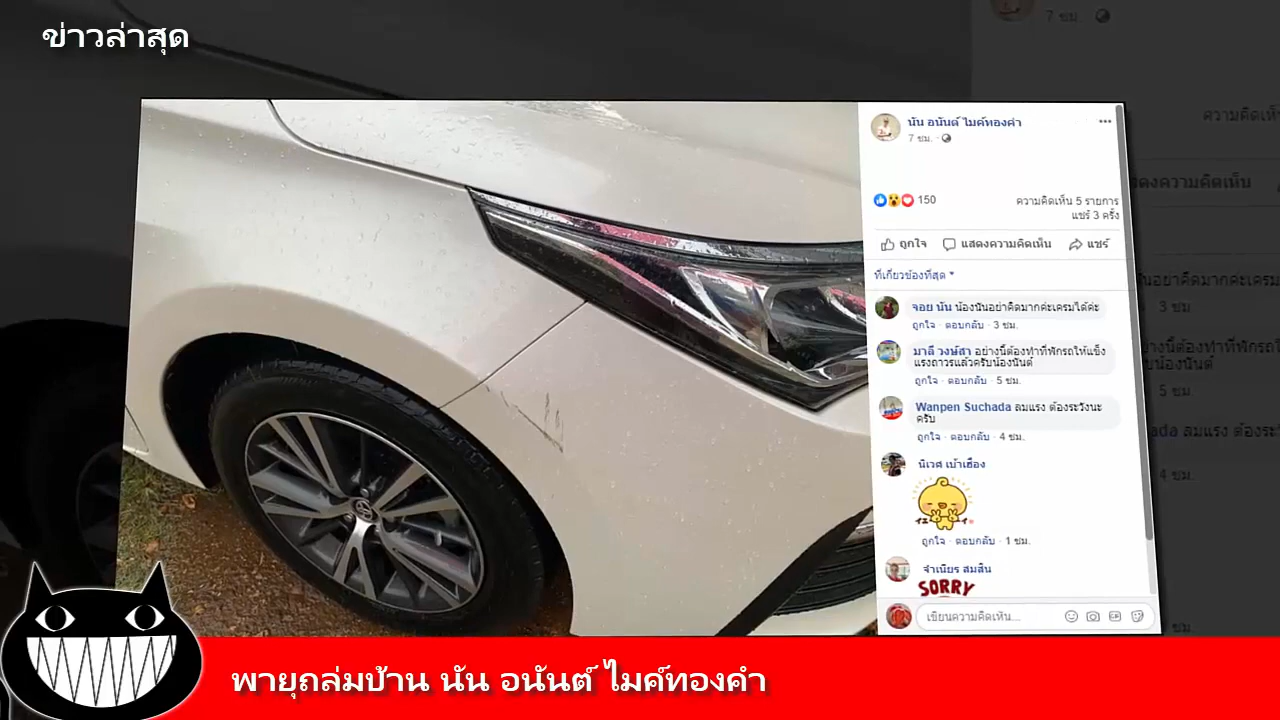 ข่าวล่าสุด
7 ชม.
นัน อนันต์ ไมค์ทองคำ
7 ชม.
150
ความคิดเห็น 5 รายการ
แชร์ 3 ครั้ง
ถูกใจ
แสดงความคิดเห็น
แชร์
ที่เกี่ยวข้องที่สุด
จอย นัน น้องนันอย่าคิดมากค่ะเครมได้ค่ะ
ถูกใจ · ตอบกลับ · 3 ชม.
มาลี วงษ์สา อย่างนี้ต้องทำที่พักรถให้แข็ง
แรงถาวรแล้วครับน้องนันต์
ถูกใจ · ตอบกลับ · 5 ชม.
Wanpen Suchada ลมแรง ต้องระวังนะ
ครับ
ถูกใจ · ตอบกลับ · 4 ชม.
นิเวศ เบ้าเฮือง
ถูกใจ · ตอบกลับ · 1 ชม.
จำเนียร สมสิน
SORRY
เขียนความคิดเห็น...
พายุถล่มบ้าน นัน อนันต์ ไมค์ทองคำ